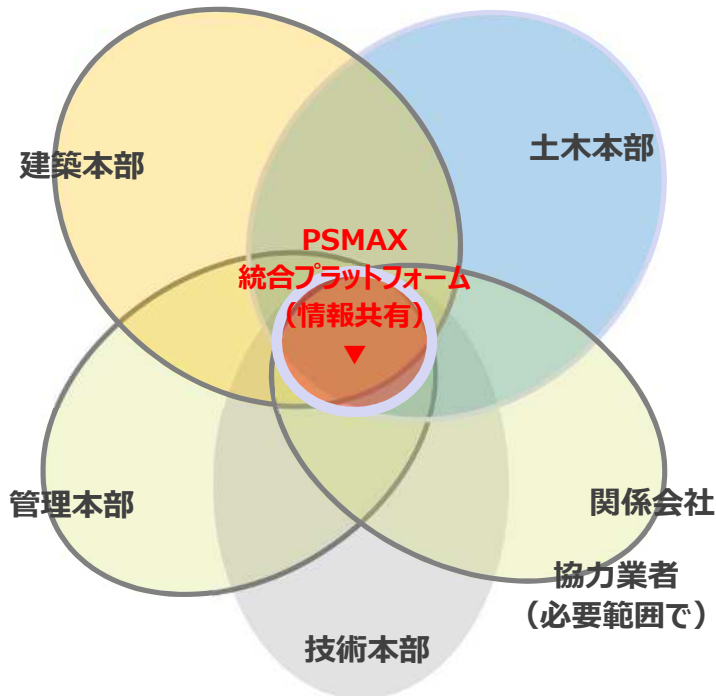 建築本部
土木本部
PSMAX
統合プラットフォーム
（情報共有）
▼
管理本部
関係会社
協力業者
（必要範囲で）
技術本部